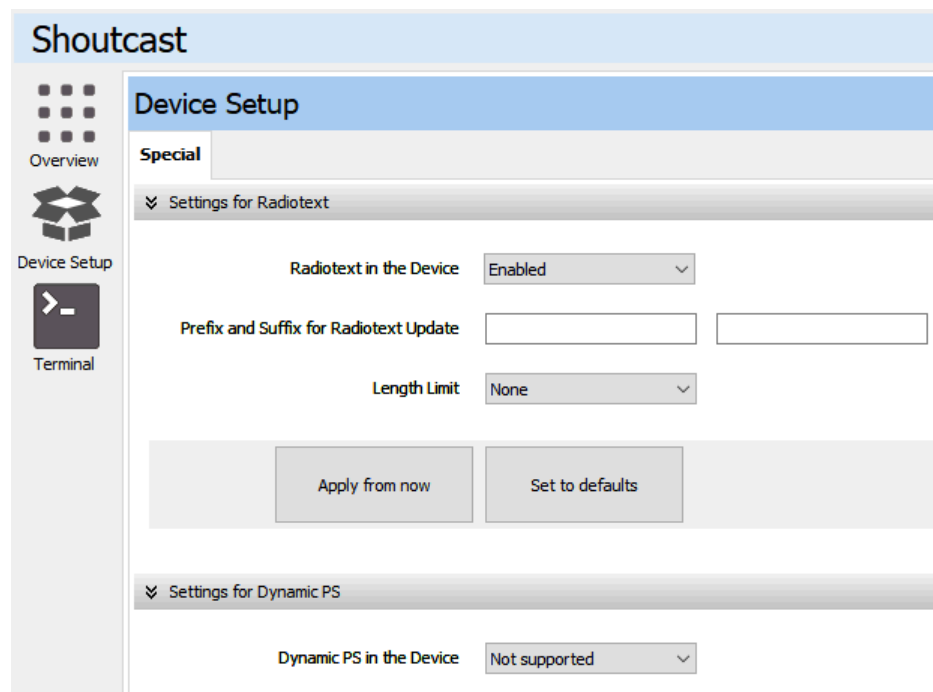 Shoutcast
Overview
Device Setup
Terminal
Device Setup
Special
Settings for Radiotext
Radiotext in the Device Enabled
Prefix and Suffix for Radiotext Update
Length Limit None
Apply from now Set to defaults
Settings for Dynamic PS
Dynamic PS in the Device Not supported